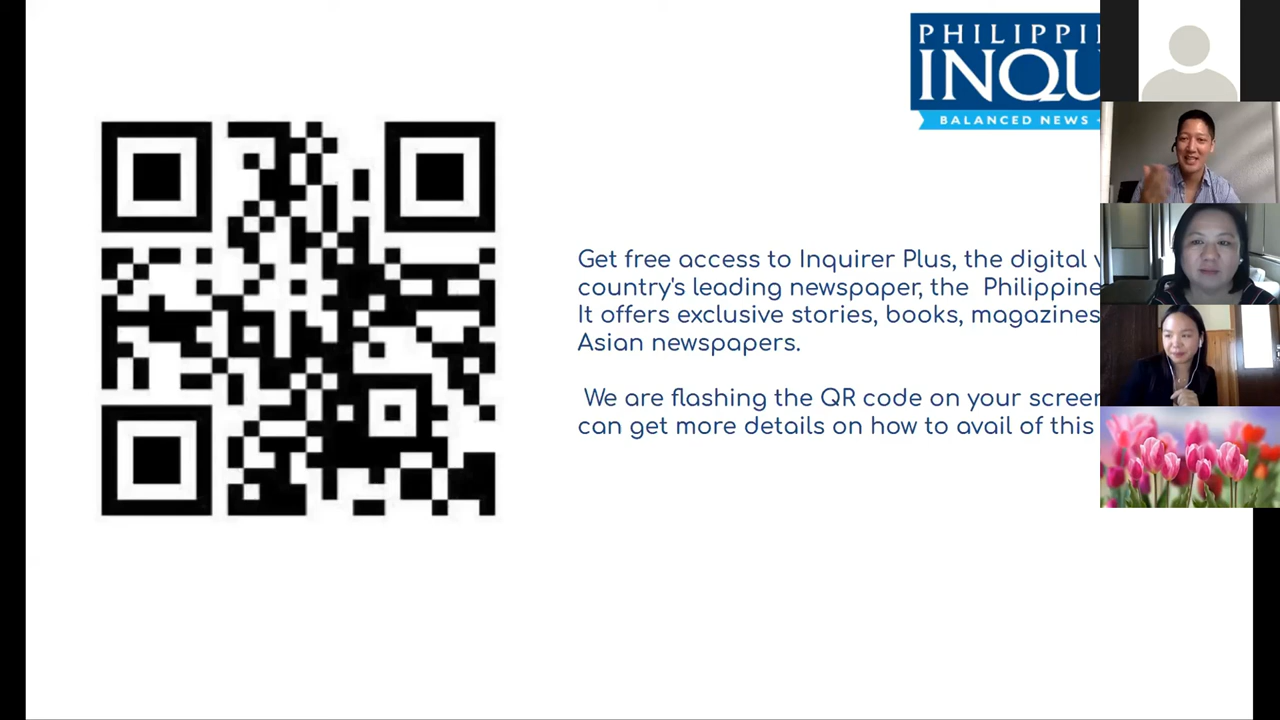 INQU
BALANCED NEWS
Get free access to Inquirer Plus, the digital
country's leading newspaper, the Philippine
It offers exclusive stories, books, magazines
Asian newspapers.
We are flashing the QR code on your screen
can get more details on how to avail of this